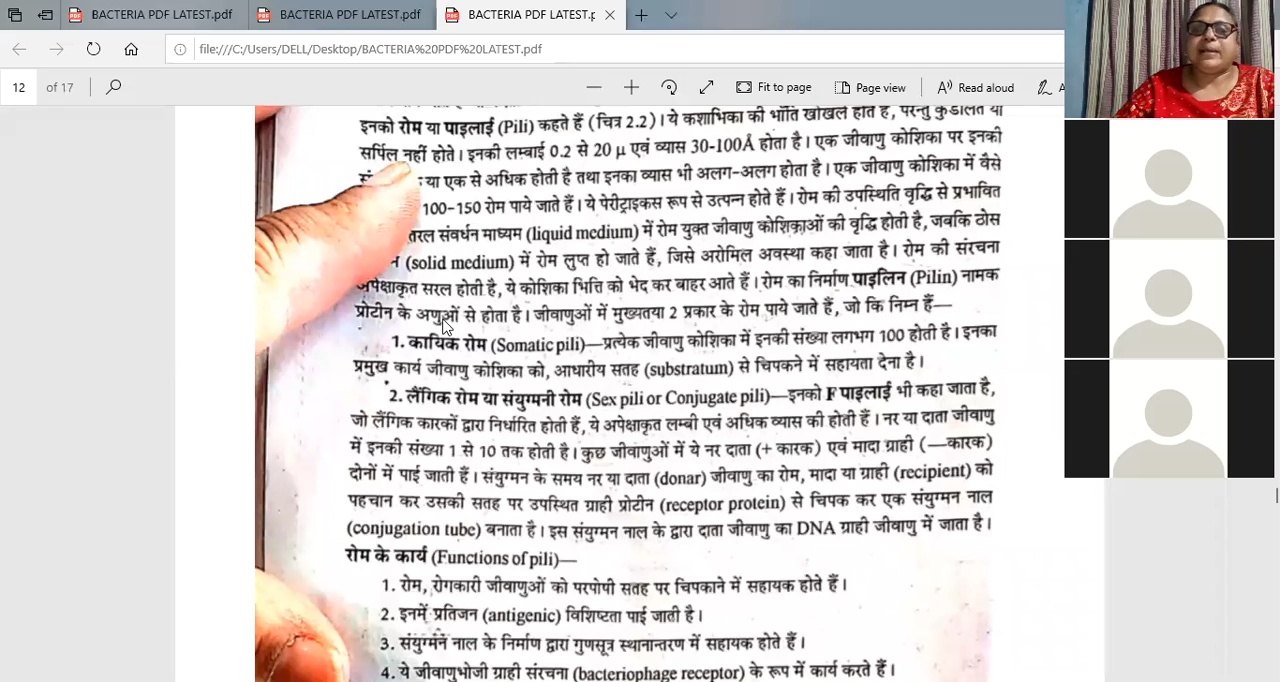 BACTERIA PDF LATEST.pdf
BACTERIA PDF LATEST.pdf
BACTERIA PDF LATEST.p
file:///C:/Users/DELL/Desktop/BACTERIA%20PDF%20LATEST.pdf
12 of 17
Fit to page
Page view
Read aloud
इनको रोम या पाइलाई (Pili) कहते हैं (चित्र 2.2)। ये कशाभिका की भाँति खोखले होते हैं, परन्तु कुंडलित या
सर्पिल नहीं होते। इनकी लम्बाई 0.2 से 20 μ एवं व्यास 30-100Å होता है। एक जीवाणु कोशिका पर इनकी
या एक से अधिक होती है तथा इनका व्यास भी अलग-अलग होता है। एक जीवाणु कोशिका में वैसे
100-150 रोम पाये जाते हैं। ये पेरीट्राइकस रूप से उत्पन्न होते हैं। रोम की उपस्थिति वृद्धि से प्रभावित
तरल संवर्धन माध्यम (liquid medium) में रोम युक्त जीवाणु कोशिकाओं की वृद्धि होती है, जबकि ठोस
(solid medium) में रोम लुप्त हो जाते हैं, जिसे अरोमिल अवस्था कहा जाता है। रोम की संरचना
अपेक्षाकृत सरल होती है, ये कोशिका भित्ति को भेद कर बाहर आते हैं। रोम का निर्माण पाइलिन (Pilin) नामक
प्रोटीन के अणुओं से होता है। जीवाणुओं में मुख्यतया 2 प्रकार के रोम पाये जाते हैं, जो कि निम्न हैं—
1. कायिक रोम (Somatic pili)—प्रत्येक जीवाणु कोशिका में इनकी संख्या लगभग 100 होती है। इनका
प्रमुख कार्य जीवाणु कोशिका को, आधारीय सतह (substratum) से चिपकने में सहायता देना है।
2. लैंगिक रोम या संयुग्मनी रोम (Sex pili or Conjugate pili)—इनको F पाइलाई भी कहा जाता है,
जो लैंगिक कारकों द्वारा निर्धारित होती हैं, ये अपेक्षाकृत लम्बी एवं अधिक व्यास की होती हैं। नर या दाता जीवाणु
में इनकी संख्या 1 से 10 तक होती है। कुछ जीवाणुओं में ये नर दाता (+ कारक) एवं मादा ग्राही (—कारक)
दोनों में पाई जाती हैं। संयुग्मन के समय नर या दाता (donar) जीवाणु का रोम, मादा या ग्राही (recipient) को
पहचान कर उसकी सतह पर उपस्थित ग्राही प्रोटीन (receptor protein) से चिपक कर एक संयुग्मन नाल
(conjugation tube) बनाता है। इस संयुग्मन नाल के द्वारा दाता जीवाणु का DNA ग्राही जीवाणु में जाता है।
रोम के कार्य (Functions of pili)—
1. रोम, रोगकारी जीवाणुओं को परपोषी सतह पर चिपकाने में सहायक होते हैं।
2. इनमें प्रतिजन (antigenic) विशिष्टता पाई जाती है।
3. संयुग्मन नाल के निर्माण द्वारा गुणसूत्र स्थानान्तरण में सहायक होते हैं।
4. ये जीवाणुभोजी ग्राही संरचना (bacteriophage receptor) के रूप में कार्य करते हैं।